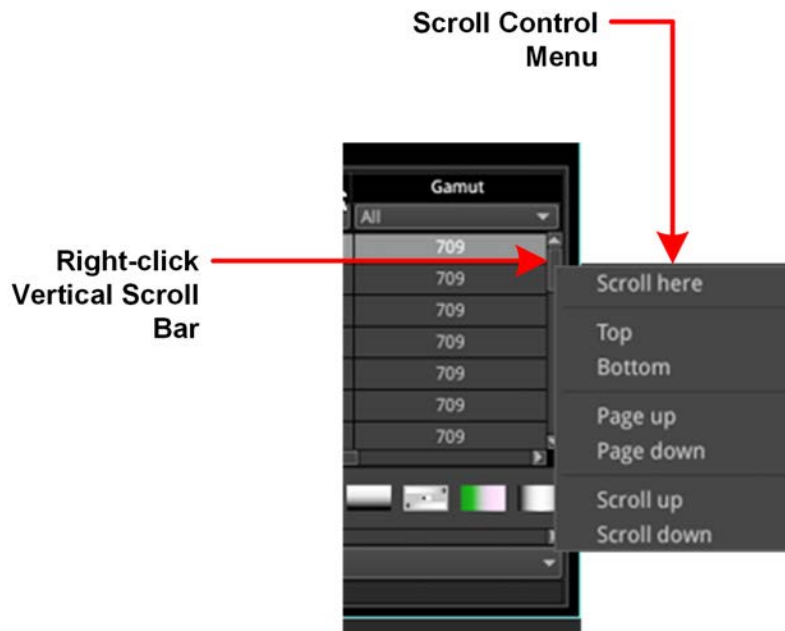 Scroll Control
Menu
Gamut
All
709
Right-click
Vertical Scroll
Bar
709
709
709
709
709
709
Scroll here
Top
Bottom
Page up
Page down
Scroll up
Scroll down